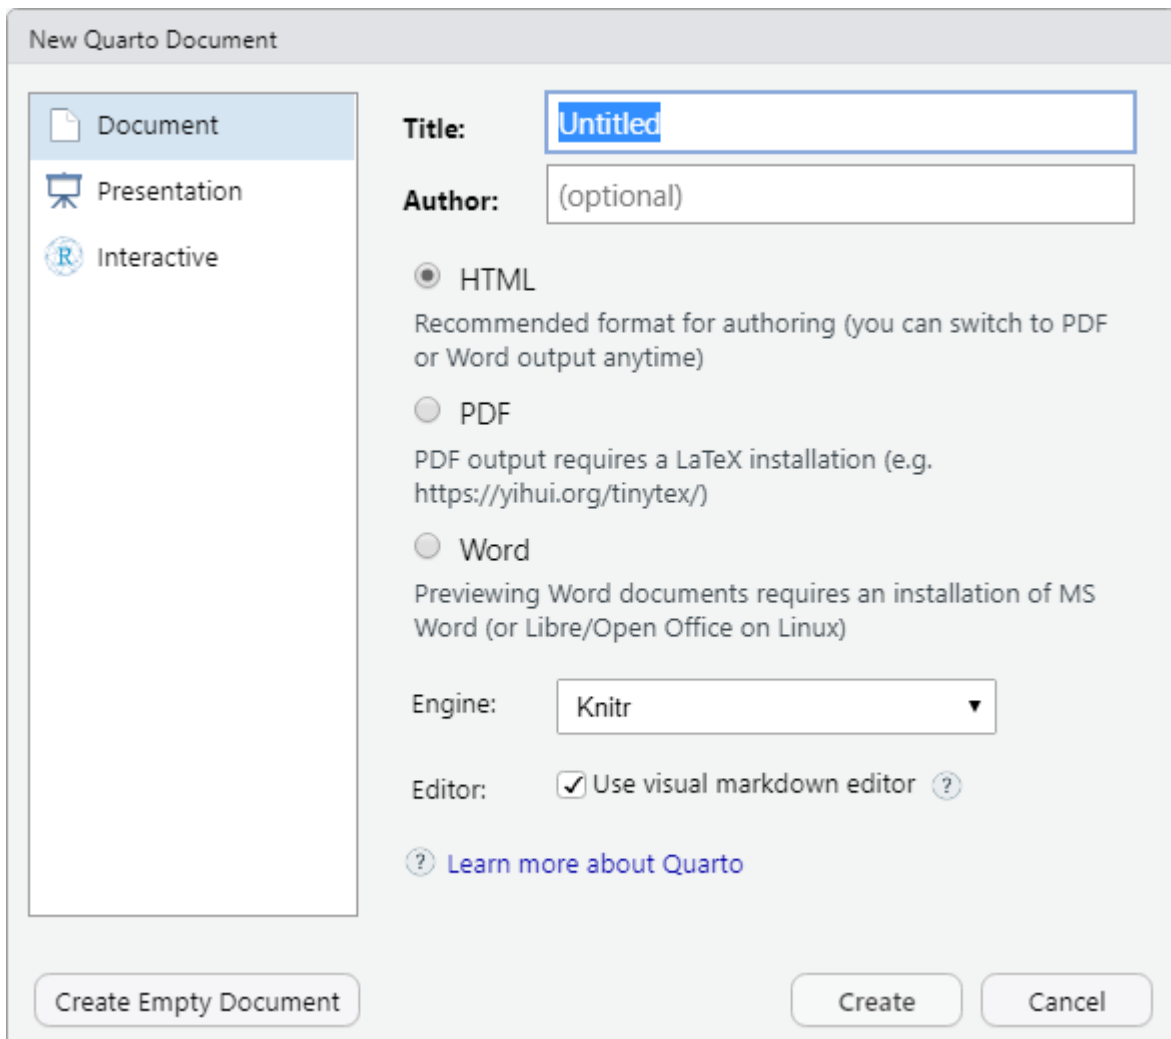 New Quarto Document
Document
Presentation
R Interactive
Title: Untitled
Author: (optional)
HTML
Recommended format for authoring (you can switch to PDF
or Word output anytime)
PDF
PDF output requires a LaTeX installation (e.g.
https://yihui.org/tinytex/)
Word
Previewing Word documents requires an installation of MS
Word (or Libre/Open Office on Linux)
Engine: Knitr
Editor: Use visual markdown editor ?
? Learn more about Quarto
Create Empty Document Create Cancel